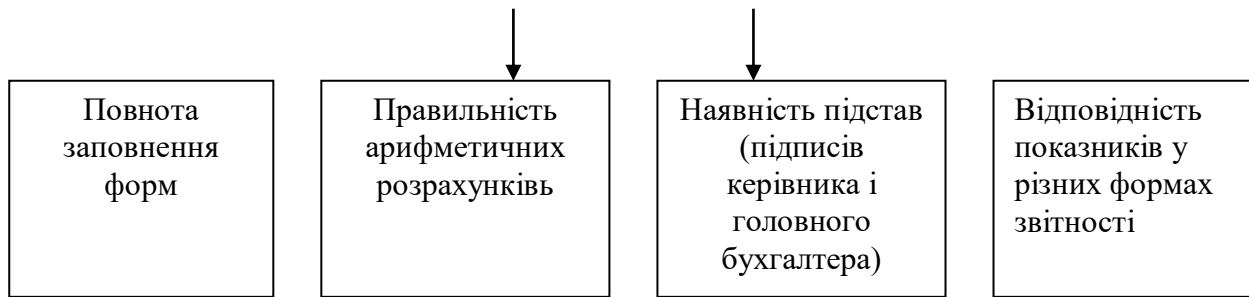 Повнота
заповнення
форм
Правильність
арифметичних
розрахунківь
Наявність підстав
(підписів
керівника і
головного
бухгалтера)
Відповідність
показників у
різних формах
звітності